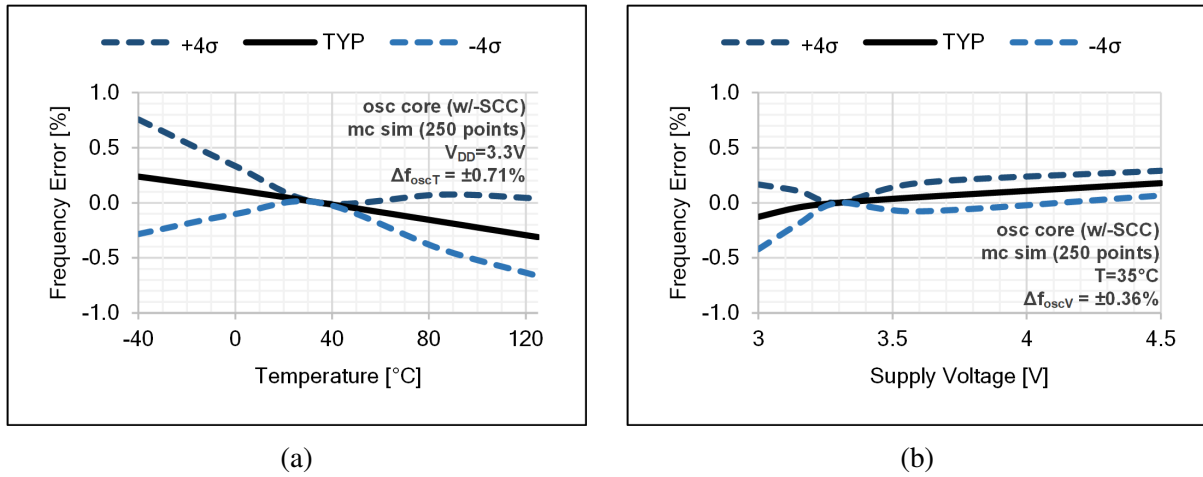 +4σ TYP -4σ
Frequency Error [%]
1.0
0.5
0.0
-0.5
-1.0
osc core (w/-SCC)
mc sim (250 points)
VDD=3.3V
ΔfoscT = ±0.71%
-40 0 40 80 120
Temperature [°C]
(a)
+4σ TYP -4σ
Frequency Error [%]
1.0
0.5
0.0
-0.5
-1.0
osc core (w/-SCC)
mc sim (250 points)
T=35°C
ΔfoscV = ±0.36%
3 3.5 4 4.5
Supply Voltage [V]
(b)